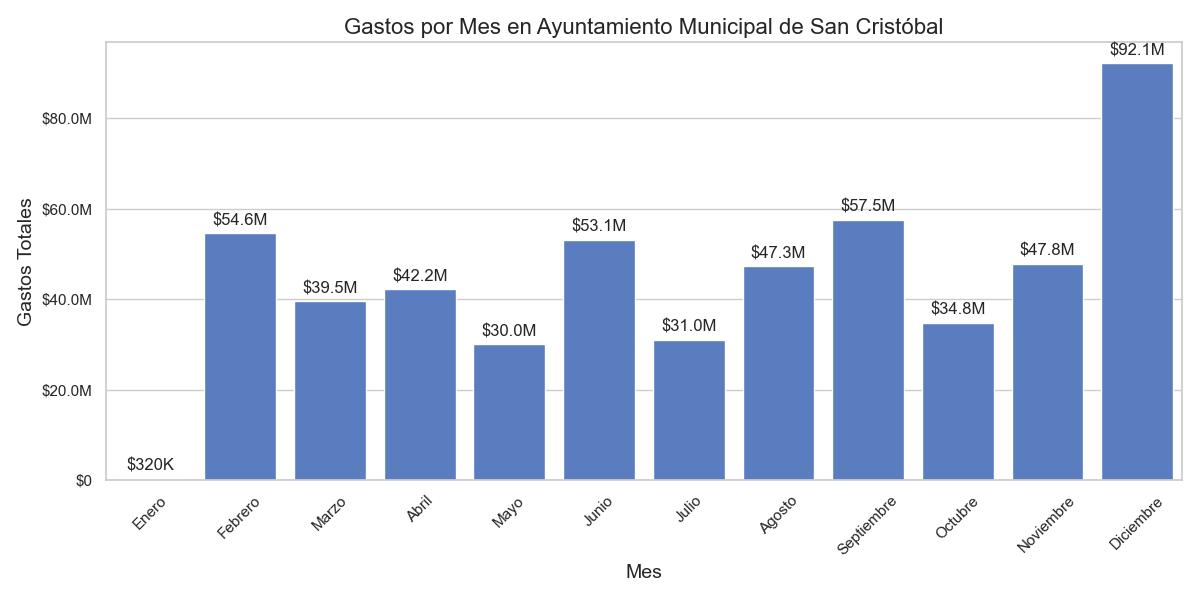 Gastos por Mes en Ayuntamiento Municipal de San Cristóbal
Gastos Totales
$80.0M
$60.0M
$40.0M
$20.0M
$0
$320K
$54.6M
$39.5M
$42.2M
$30.0M
$53.1M
$31.0M
$47.3M
$57.5M
$34.8M
$47.8M
$92.1M
Enero
Febrero
Marzo
Abril
Mayo
Junio
Julio
Agosto
Septiembre
Octubre
Noviembre
Diciembre
Mes